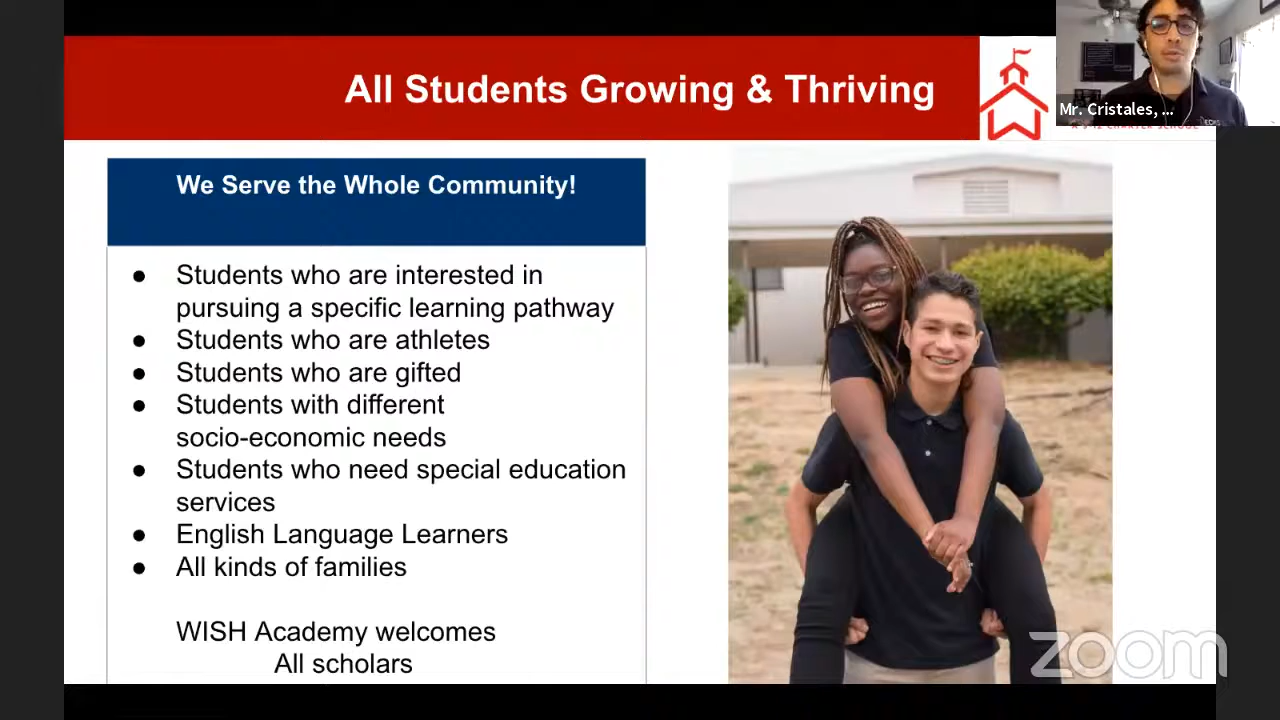 All Students Growing & Thriving
Mr. Cristales, ...
We Serve the Whole Community!
● Students who are interested in
pursuing a specific learning pathway
● Students who are athletes
● Students who are gifted
● Students with different
socio-economic needs
● Students who need special education
services
● English Language Learners
● All kinds of families
WISH Academy welcomes
All scholars
zoom